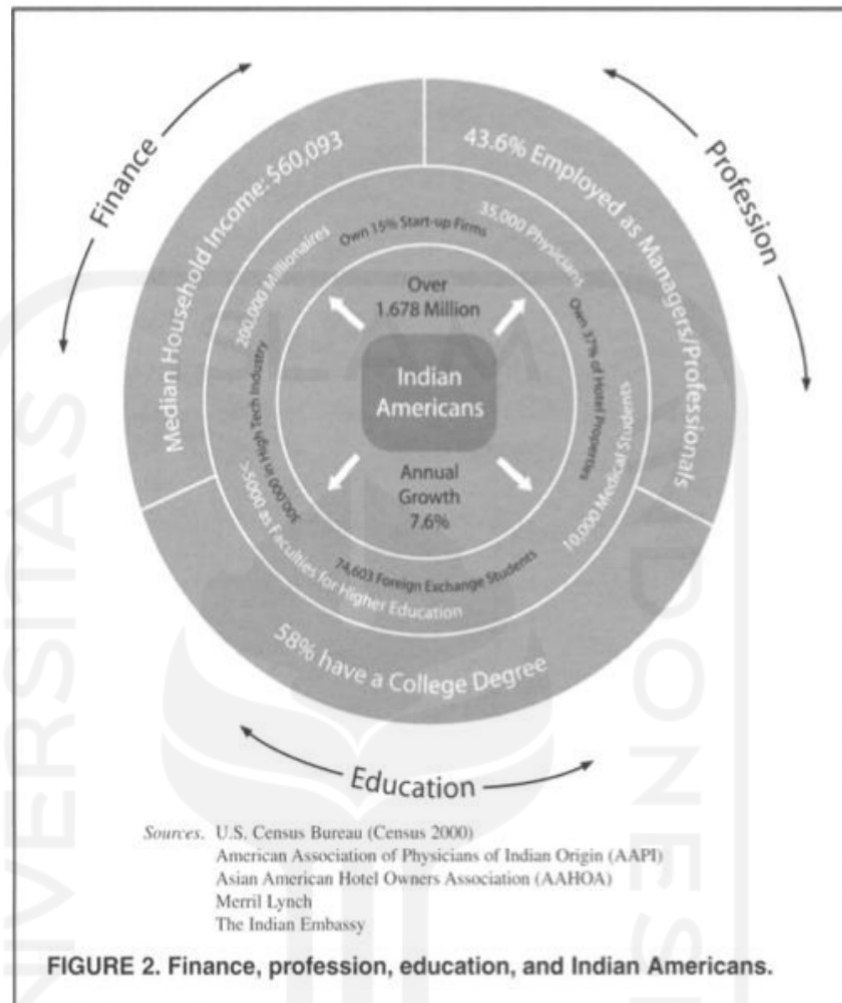 Finance
Profession
Median Household Income: $60,093
43.6% Employed as Managers/Professionals
200,000 Millionaires
Own 15% Start-up Firms
35,000 Physicians
Own 37% of Hotel Properties
10,000 Medical Students
300,000 in High Tech Industry
>5000 as Faculties for Higher Education
74,603 Foreign Exchange Students
58% have a College Degree
Over
1.678 Million
Indian
Americans
Annual
Growth
7.6%
Education
Sources. U.S. Census Bureau (Census 2000)
American Association of Physicians of Indian Origin (AAPI)
Asian American Hotel Owners Association (AAHOA)
Merril Lynch
The Indian Embassy
FIGURE 2. Finance, profession, education, and Indian Americans.
ISLAM
UNIVERSITAS
INDONESIA